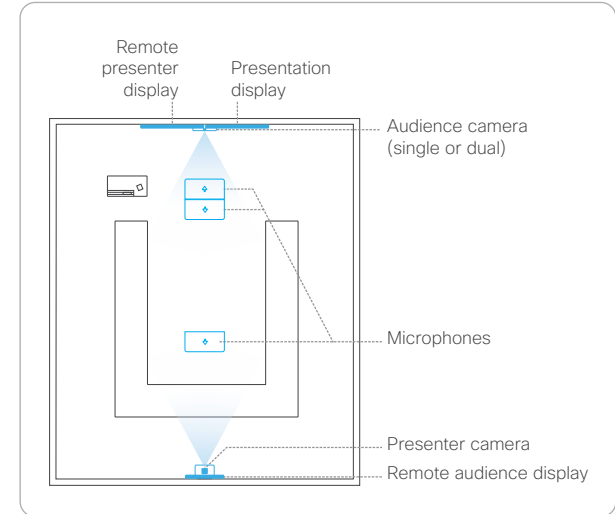 Remote
presenter
display
Presentation
display
Audience camera
(single or dual)
Microphones
Presenter camera
Remote audience display